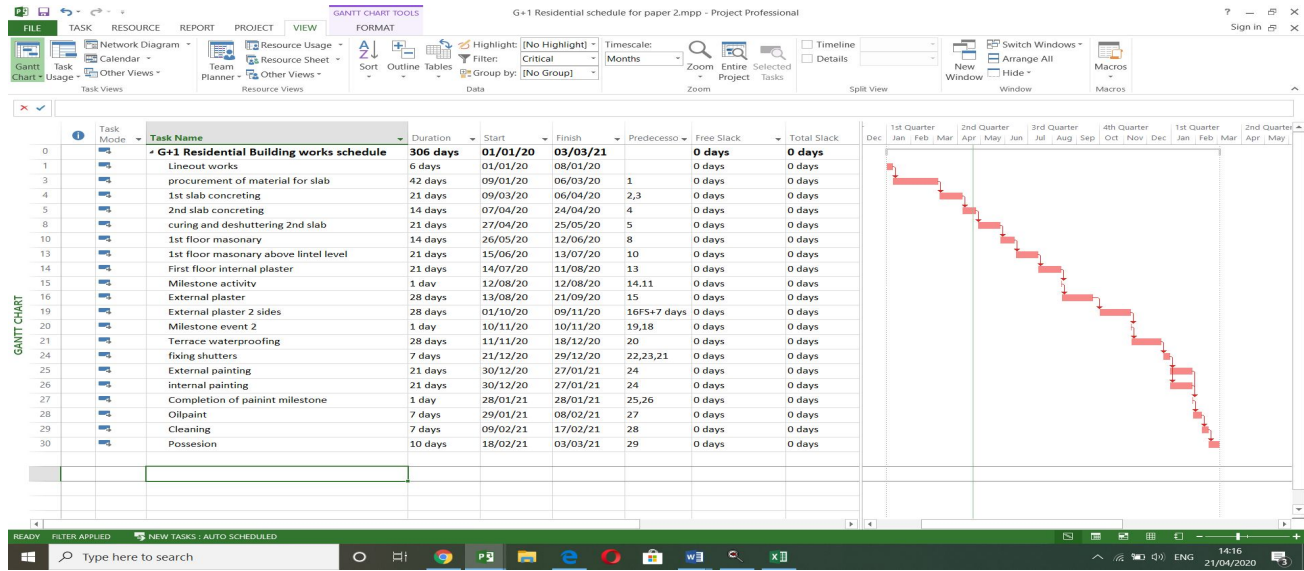 GANTT CHART TOOLS G+1 Residential schedule for paper 2.mpp - Project Professional ?
FILE TASK RESOURCE REPORT PROJECT VIEW FORMAT Sign in
Gantt Chart Task Usage Network Diagram Calendar Other Views Task Views
Team Planner Resource Usage Resource Sheet Other Views Resource Views
Sort Outline Tables Highlight: [No Highlight] Filter: Critical Group by: [No Group] Data
Timescale: Months Zoom Entire Project Selected Tasks Zoom
Timeline Details Split View
New Window Switch Windows Arrange All Hide Window
Macros Macros
Task Mode Task Name Duration Start Finish Predecesso Free Slack Total Slack
1st Quarter 2nd Quarter 3rd Quarter 4th Quarter 1st Quarter 2nd Quarter
Dec Jan Feb Mar Apr May Jun Jul Aug Sep Oct Nov Dec Jan Feb Mar Apr May
0 G+1 Residential Building works schedule 306 days 01/01/20 03/03/21 0 days 0 days
1 Lineout works 6 days 01/01/20 08/01/20 0 days 0 days
3 procurement of material for slab 42 days 09/01/20 06/03/20 1 0 days 0 days
4 1st slab concreting 21 days 09/03/20 06/04/20 2,3 0 days 0 days
5 2nd slab concreting 14 days 07/04/20 24/04/20 4 0 days 0 days
8 curing and deshuttering 2nd slab 21 days 27/04/20 25/05/20 5 0 days 0 days
10 1st floor masonary 14 days 26/05/20 12/06/20 8 0 days 0 days
13 1st floor masonary above lintel level 21 days 15/06/20 13/07/20 10 0 days 0 days
14 First floor internal plaster 21 days 14/07/20 11/08/20 13 0 days 0 days
15 Milestone activity 1 day 12/08/20 12/08/20 14,11 0 days 0 days
16 External plaster 28 days 13/08/20 21/09/20 15 0 days 0 days
19 External plaster 2 sides 28 days 01/10/20 09/11/20 16FS+7 days 0 days 0 days
20 Milestone event 2 1 day 10/11/20 10/11/20 19,18 0 days 0 days
21 Terrace waterproofing 28 days 11/11/20 18/12/20 20 0 days 0 days
24 fixing shutters 7 days 21/12/20 29/12/20 22,23,21 0 days 0 days
25 External painting 21 days 30/12/20 27/01/21 24 0 days 0 days
26 internal painting 21 days 30/12/20 27/01/21 24 0 days 0 days
27 Completion of painint milestone 1 day 28/01/21 28/01/21 25,26 0 days 0 days
28 Oilpaint 7 days 29/01/21 08/02/21 27 0 days 0 days
29 Cleaning 7 days 09/02/21 17/02/21 28 0 days 0 days
30 Possesion 10 days 18/02/21 03/03/21 29 0 days 0 days
GANTT CHART
READY FILTER APPLIED NEW TASKS : AUTO SCHEDULED
Type here to search ENG 14:16
21/04/2020